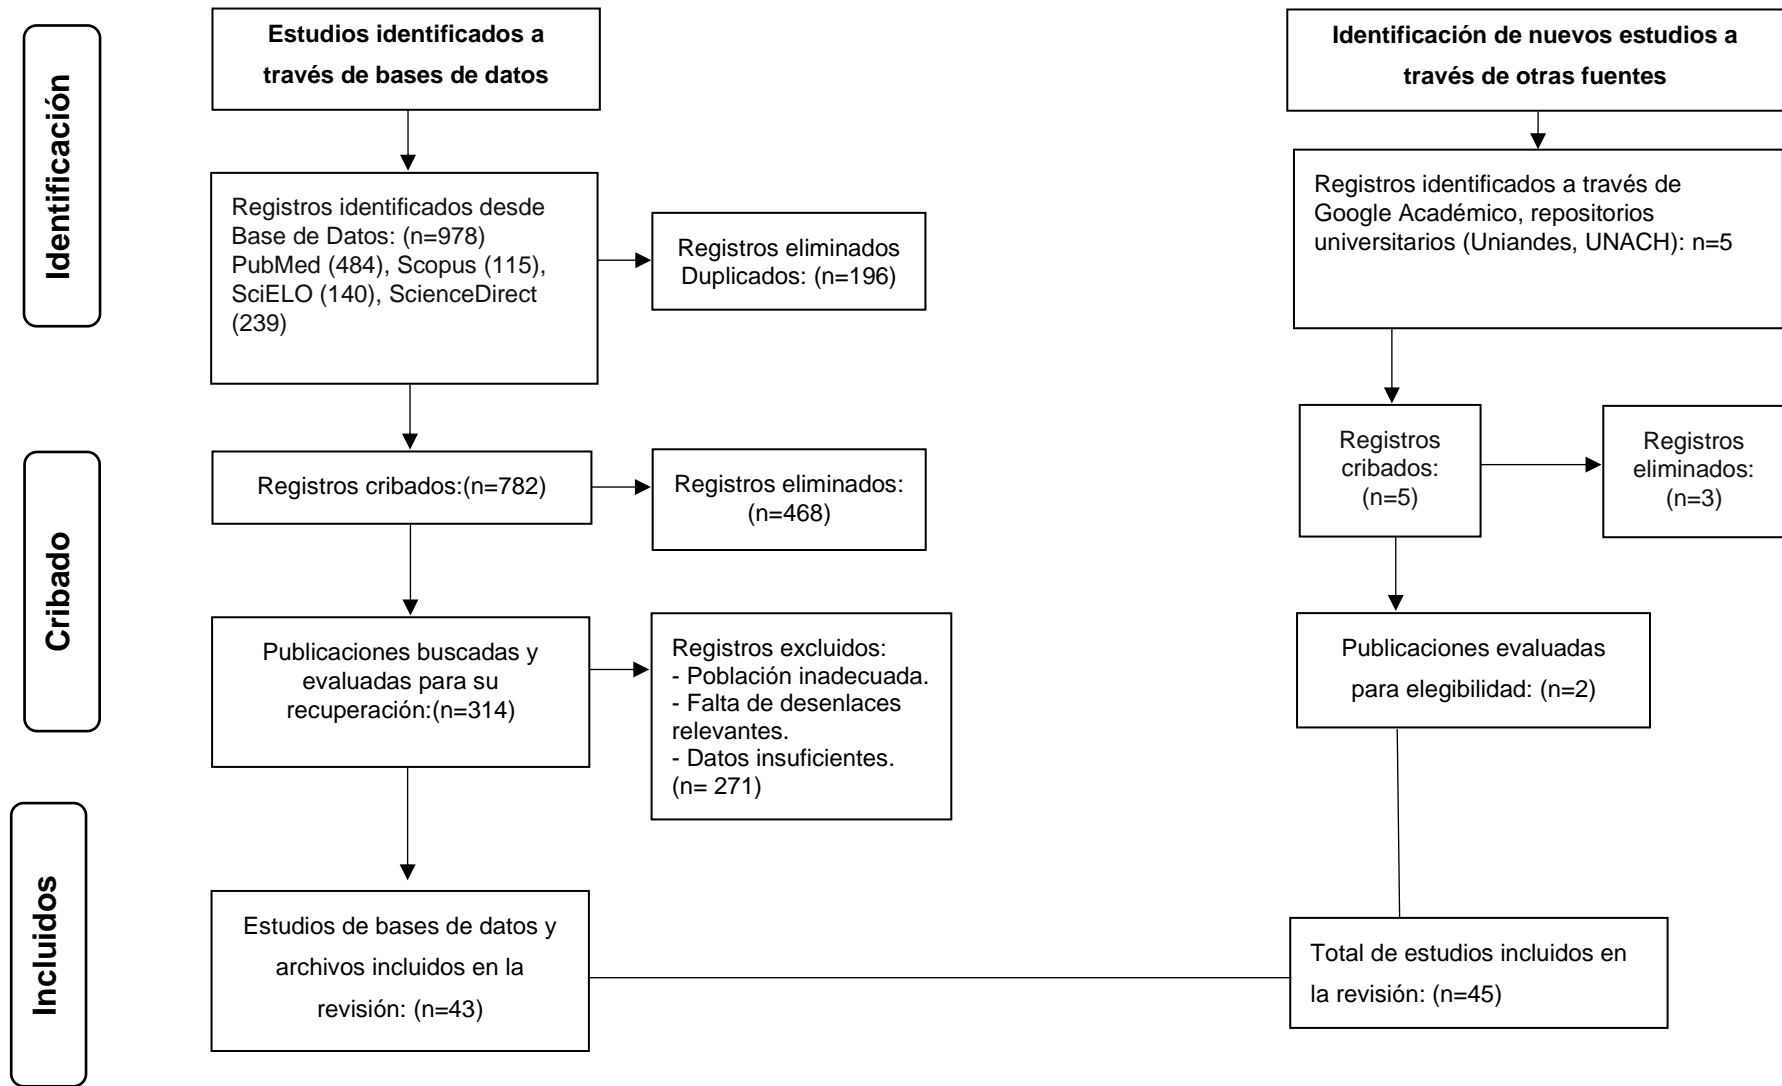 Identificación
Estudios identificados a
través de bases de datos
Registros identificados desde
Base de Datos: (n=978)
PubMed (484), Scopus (115),
SciELO (140), ScienceDirect
(239)
Registros eliminados
Duplicados: (n=196)
Identificación de nuevos estudios a
través de otras fuentes
Registros identificados a través de
Google Académico, repositorios
universitarios (Uniandes, UNACH): n=5
Cribado
Registros cribados:(n=782)
Registros eliminados:
(n=468)
Publicaciones buscadas y
evaluadas para su
recuperación:(n=314)
Registros excluidos:
- Población inadecuada.
- Falta de desenlaces
relevantes.
- Datos insuficientes.
(n= 271)
Registros
cribados:
(n=5)
Registros
eliminados:
(n=3)
Publicaciones evaluadas
para elegibilidad: (n=2)
Incluidos
Estudios de bases de datos y
archivos incluidos en la
revisión: (n=43)
Total de estudios incluidos en
la revisión: (n=45)